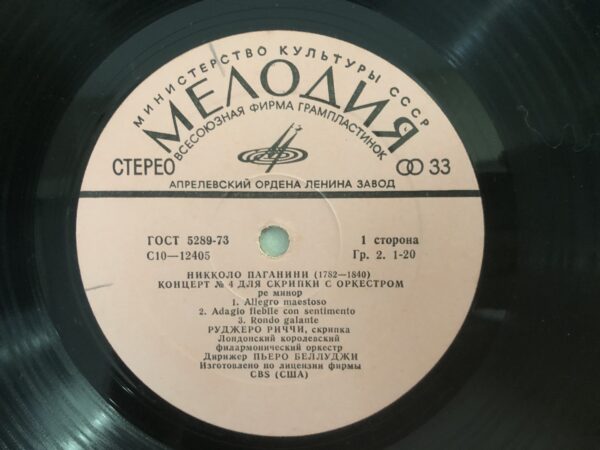 МИНИСТЕРСТВО КУЛЬТУРЫ СССР
МЕЛОДИЯ
ВСЕСОЮЗНАЯ ФИРМА ГРАМПЛАСТИНОК
СТЕРЕО 33
АПРЕЛЕВСКИЙ ОРДЕНА ЛЕНИНА ЗАВОД
ГОСТ 5289-73 1 сторона
С10—12405 Гр. 2. 1-20
НИККОЛО ПАГАНИНИ (1782—1840)
КОНЦЕРТ № 4 ДЛЯ СКРИПКИ С ОРКЕСТРОМ
ре минор
1. Allegro maestoso
2. Adagio flebile con sentimento
3. Rondo galante
РУДЖЕРО РИЧЧИ, скрипка
Лондонский королевский
филармонический оркестр
Дирижер ПЬЕРО БЕЛЛУДЖИ
Изготовлено по лицензии фирмы
CBS (США)